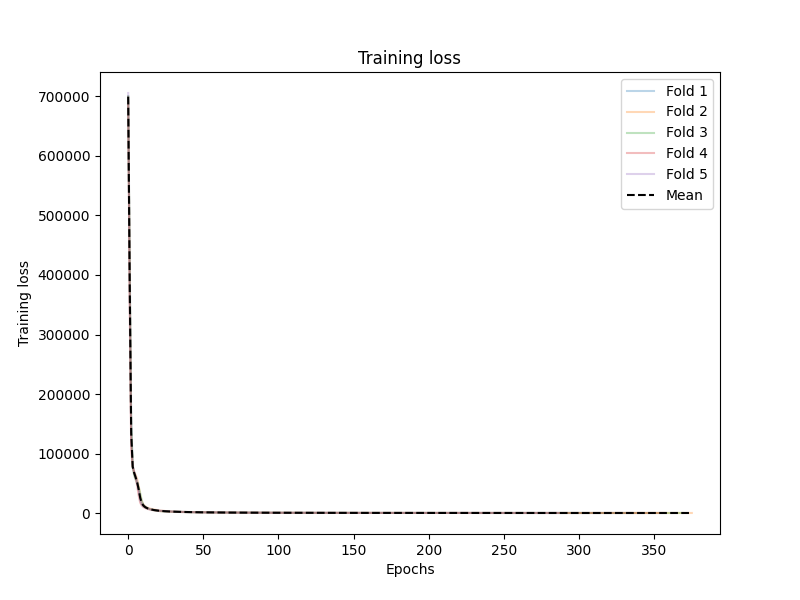 Training loss
700000
600000
500000
400000
300000
200000
100000
0
Training loss
Fold 1
Fold 2
Fold 3
Fold 4
Fold 5
Mean
0 50 100 150 200 250 300 350
Epochs